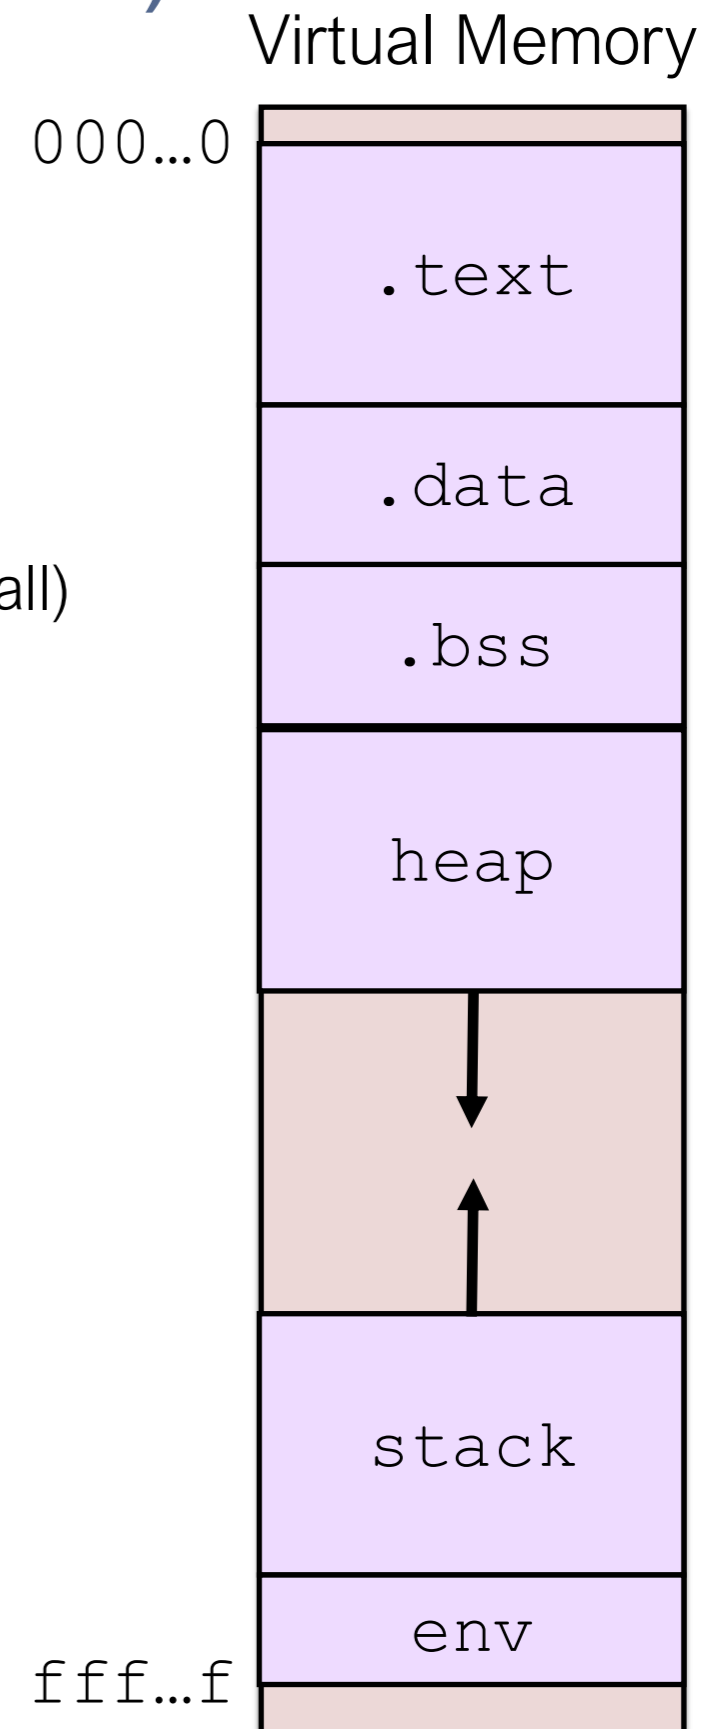 Virtual Memory
000…0
.text
.data
all)
.bss
heap
stack
env
fff…f